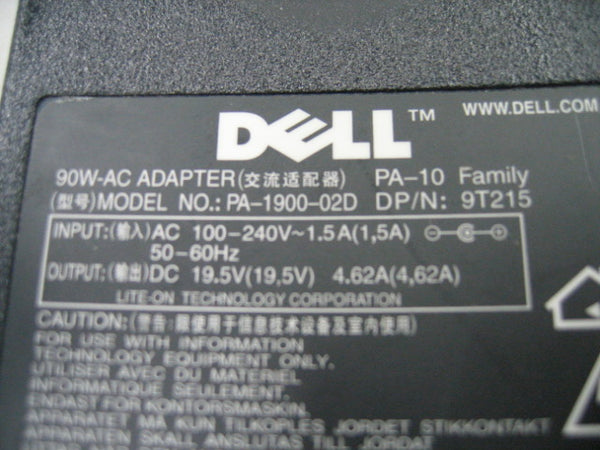 DELL™
WWW.DELL.COM
90W-AC ADAPTER(交流适配器) PA-10 Family
(型号)MODEL NO.: PA-1900-02D DP/N: 9T215
INPUT:(输入)AC 100-240V~1.5A(1,5A)
50-60Hz
OUTPUT:(输出)DC 19.5V(19,5V) 4.62A(4,62A)
LITE-ON TECHNOLOGY CORPORATION
CAUTION:(警告:限使用于信息技术设备及室内使用)
FOR USE WITH INFORMATION
TECHNOLOGY EQUIPMENT ONLY.
UTILISER AVEC DU MATERIEL
INFORMATIQUE SEULEMENT.
ENDAST FOR KONTORSMASKIN.
APPARATET MÅ KUN TILKOPLES JORDET STIKKONTAKT
APPARATEN SKALL ANSLUTAS TILL JORDAT